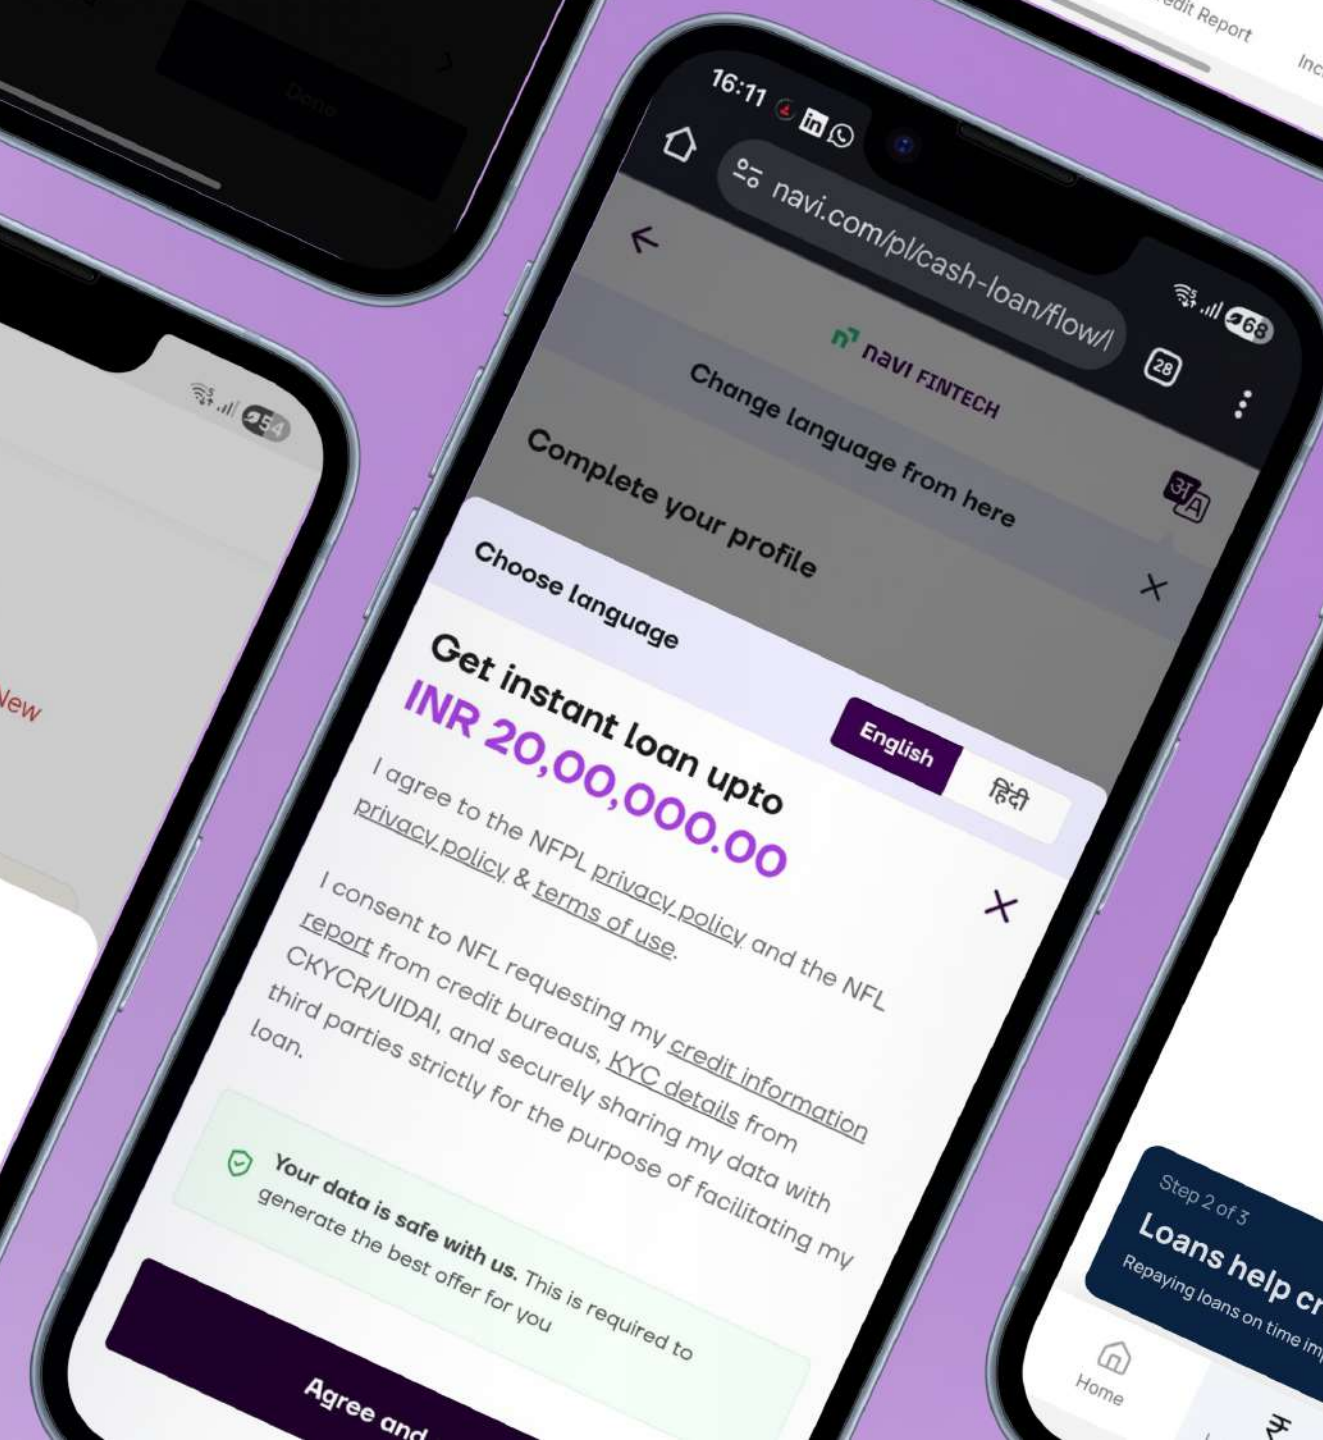 Done
edit Report
16:11
navi.com/pl/cash-loan/flow/l
68
28
navi FINTECH
Change language from here
Complete your profile
Choose language
English
हिंदी
Get instant loan upto
INR 20,00,000.00
I agree to the NFPL privacy policy and the NFL
privacy policy & terms of use.
I consent to NFL requesting my credit information
report from credit bureaus, KYC details from
CKYCR/UIDAI, and securely sharing my data with
third parties strictly for the purpose of facilitating my
loan.
Your data is safe with us. This is required to
generate the best offer for you
Agree and
54
New
Step 2 of 3
Loans help cr
Repaying loans on time imp
Home
₹